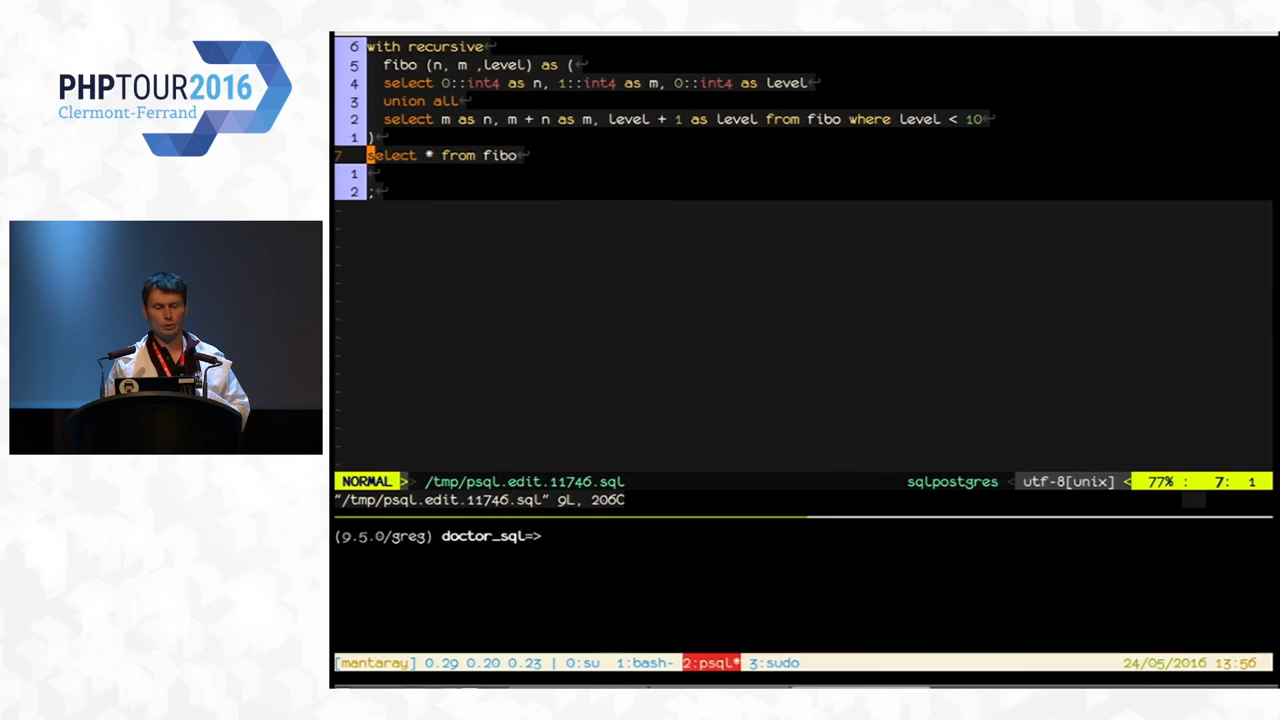 PHPTOUR2016
Clermont-Ferrand
6 with recursive↵
5 fibo (n, m ,level) as (↵
4 select 0::int4 as n, 1::int4 as m, 0::int4 as level↵
3 union all↵
2 select m as n, m + n as m, level + 1 as level from fibo where level < 10↵
1 )
7 select * from fibo↵
1 ↵
2 ;↵
NORMAL > /tmp/psql.edit.11746.sql sqlpostgres < utf-8[unix] < 77% : 7: 1
"/tmp/psql.edit.11746.sql" 9L, 206C
(9.5.0/greg) doctor_sql=>
[mantaray] 0.29 0.20 0.23 | 0:su 1:bash- 2:psql* 3:sudo 24/05/2016 13:56